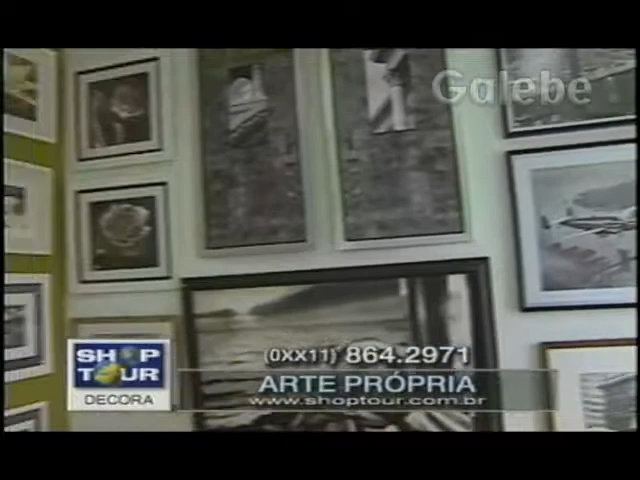 Galebe
(0XX11) 864.2971
SHOP
TOUR
ARTE PRÓPRIA
DECORA
www.shoptour.com.br